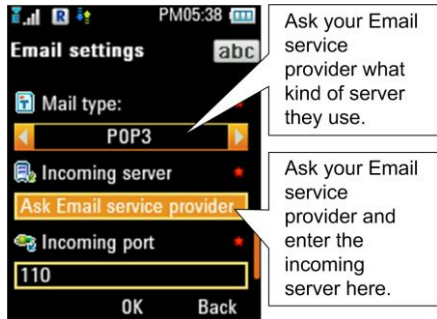 R PM05:38
Email settings abc
Mail type: *
POP3
Incoming server *
Ask Email service provider
Incoming port *
110
OK Back
Ask your Email
service
provider what
kind of server
they use.
Ask your Email
service
provider and
enter the
incoming
server here.